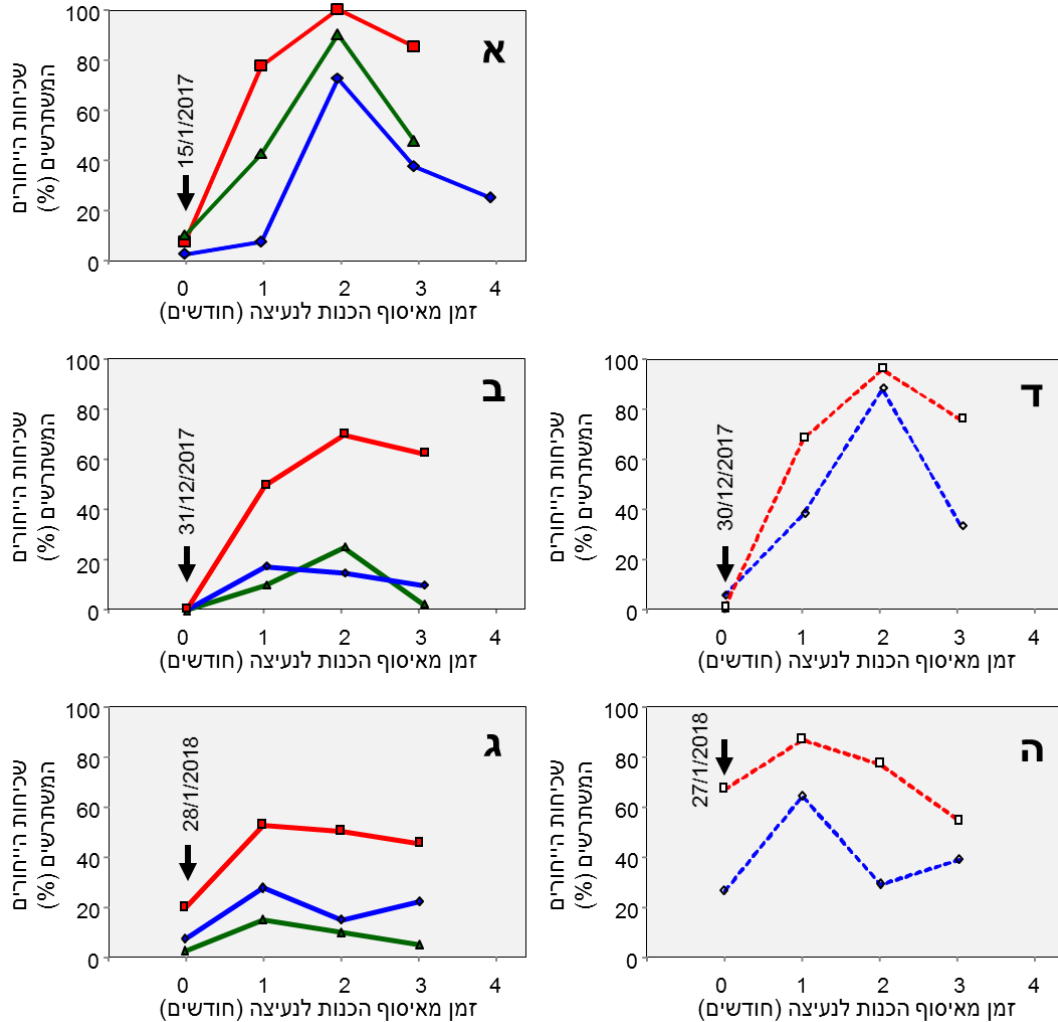 א
שכיחות הייחורים
המשתרשים (%)
100
80
60
40
20
0
15/1/2017
0 1 2 3 4
זמן מאיסוף הכנות לנעיצה (חודשים)
ב
שכיחות הייחורים
המשתרשים (%)
100
80
60
40
20
0
31/12/2017
0 1 2 3 4
זמן מאיסוף הכנות לנעיצה (חודשים)
ד
שכיחות הייחורים
המשתרשים (%)
100
80
60
40
20
0
30/12/2017
0 1 2 3 4
זמן מאיסוף הכנות לנעיצה (חודשים)
ג
שכיחות הייחורים
המשתרשים (%)
100
80
60
40
20
0
28/1/2018
0 1 2 3 4
זמן מאיסוף הכנות לנעיצה (חודשים)
ה
שכיחות הייחורים
המשתרשים (%)
100
80
60
40
20
0
27/1/2018
0 1 2 3 4
זמן מאיסוף הכנות לנעיצה (חודשים)